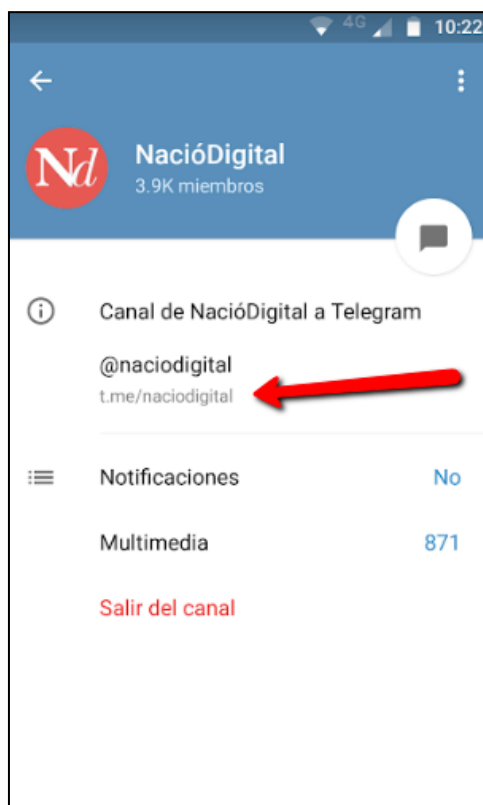 4G 10:22
Nd
NacióDigital
3.9K miembros
Canal de NacióDigital a Telegram
@naciodigital
t.me/naciodigital
Notificaciones No
Multimedia 871
Salir del canal